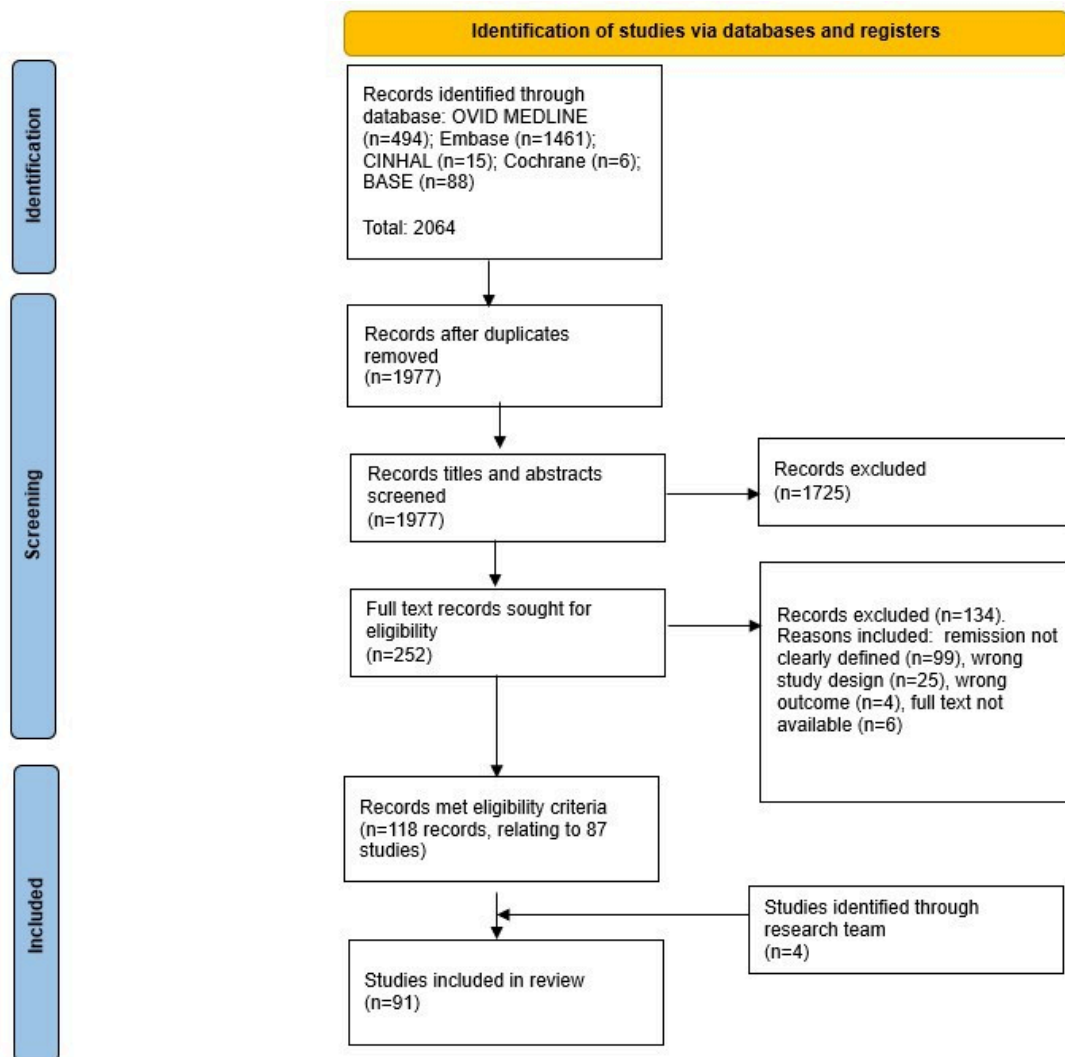 Identification of studies via databases and registers
Identification
Records identified through
database: OVID MEDLINE
(n=494); Embase (n=1461);
CINHAL (n=15); Cochrane (n=6);
BASE (n=88)
Total: 2064
Screening
Records after duplicates
removed
(n=1977)
Records titles and abstracts
screened
(n=1977)
Records excluded
(n=1725)
Full text records sought for
eligibility
(n=252)
Records excluded (n=134).
Reasons included:  remission not
clearly defined (n=99), wrong
study design (n=25), wrong
outcome (n=4), full text not
available (n=6)
Included
Records met eligibility criteria
(n=118 records, relating to 87
studies)
Studies identified through
research team
(n=4)
Studies included in review
(n=91)